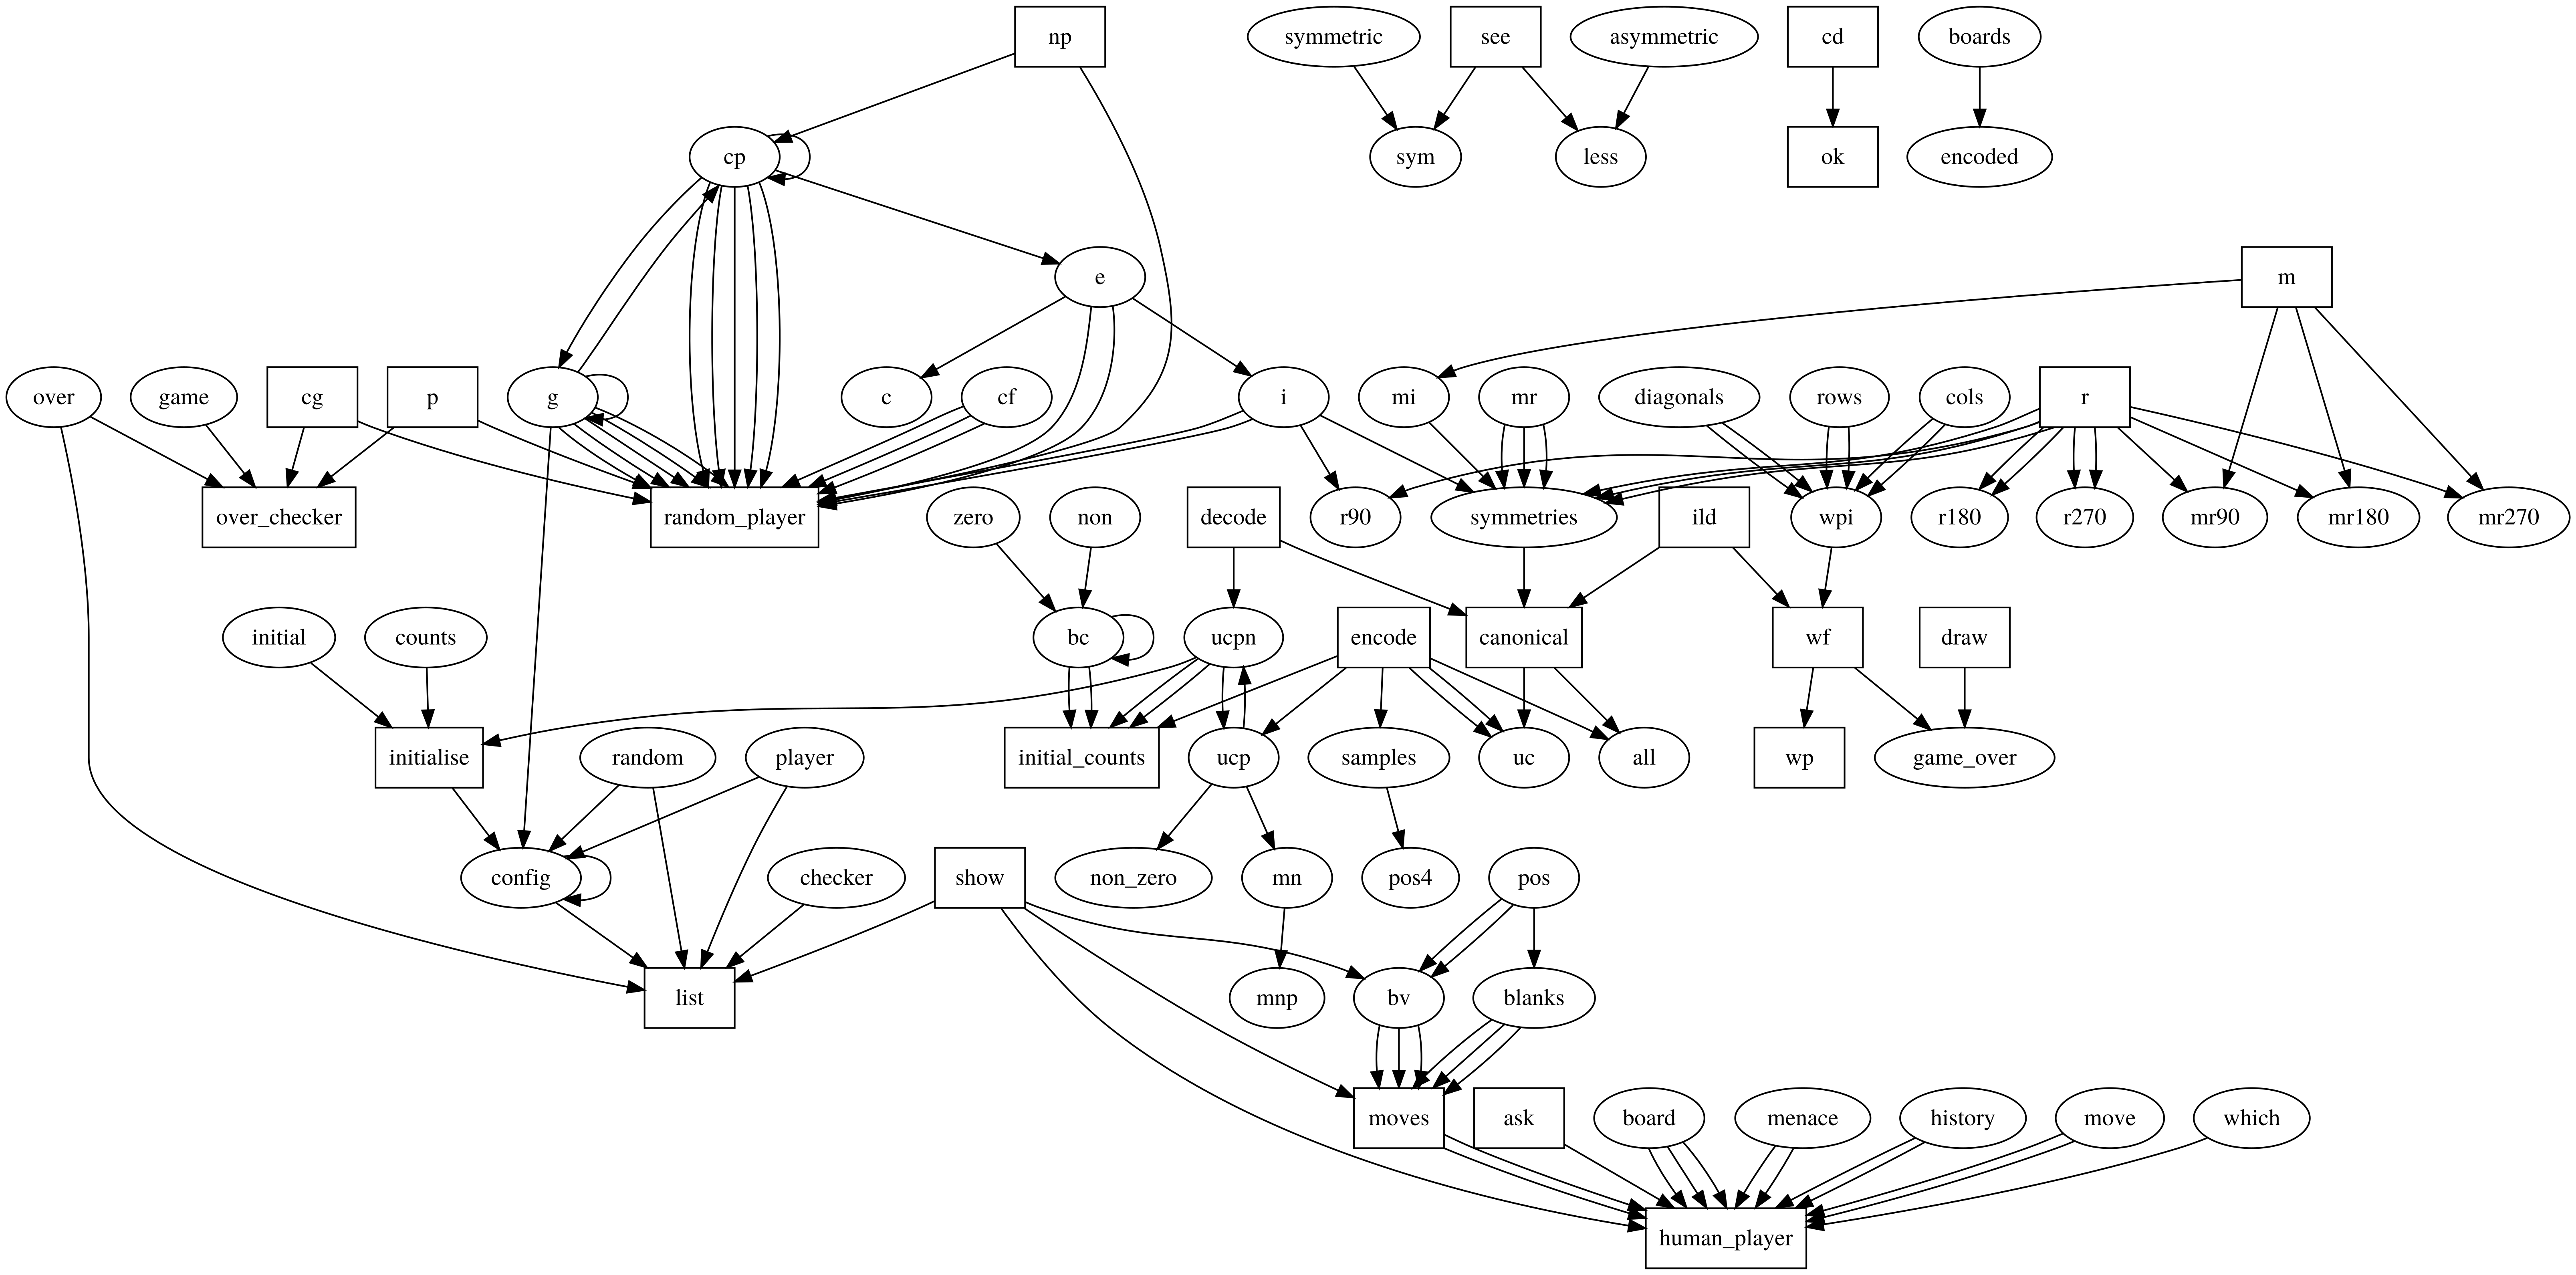 np
symmetric
see
asymmetric
cd
boards
cp
sym
less
ok
encoded
e
m
over
game
cg
p
g
c
cf
i
mi
mr
diagonals
rows
cols
r
over_checker
random_player
zero
non
decode
r90
symmetries
ild
wpi
r180
r270
mr90
mr180
mr270
initial
counts
bc
ucpn
encode
canonical
wf
draw
initialise
random
player
initial_counts
ucp
samples
uc
all
wp
game_over
config
checker
show
non_zero
mn
pos4
pos
list
mnp
bv
blanks
moves
ask
board
menace
history
move
which
human_player